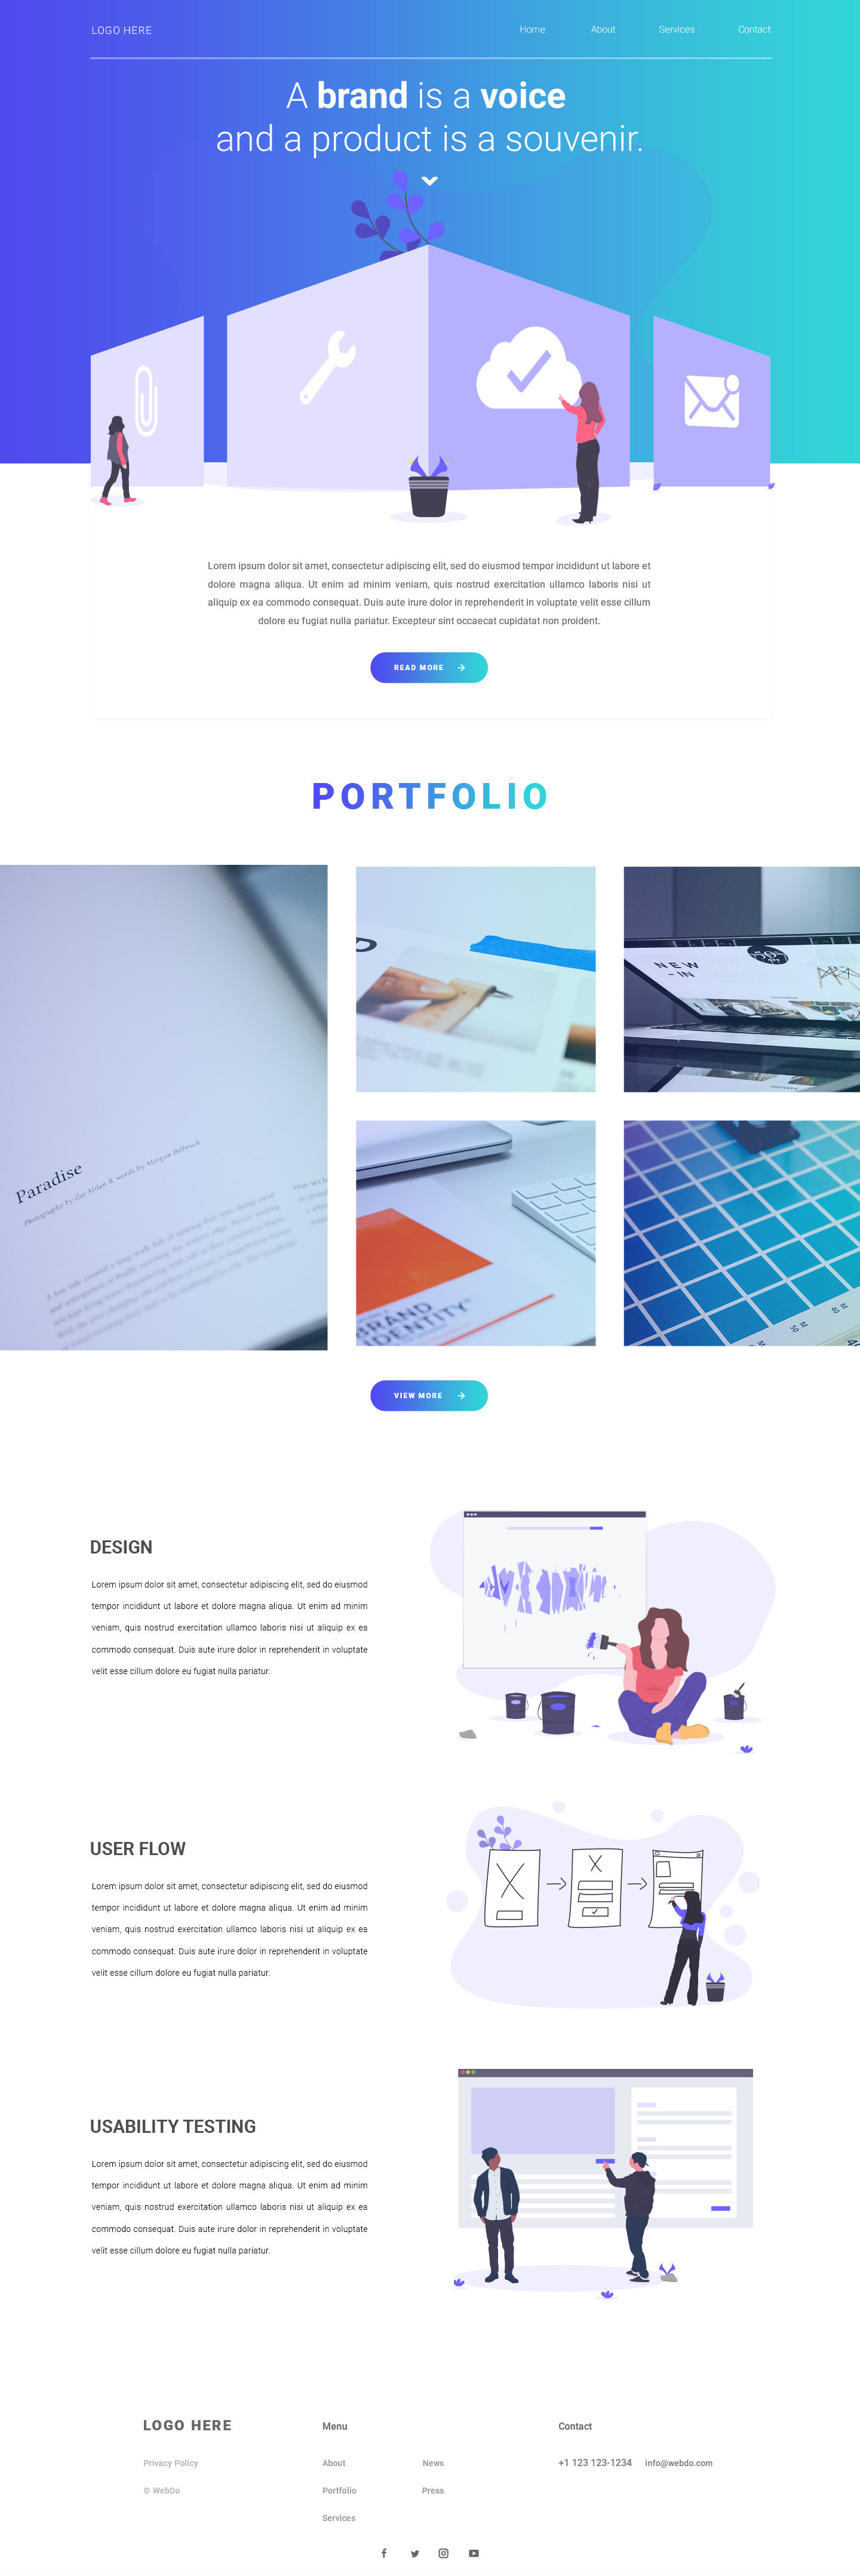 LOGO HERE
Home About Services Contact
A brand is a voice
and a product is a souvenir.
Lorem ipsum dolor sit amet, consectetur adipiscing elit, sed do eiusmod tempor incididunt ut labore et
dolore magna aliqua. Ut enim ad minim veniam, quis nostrud exercitation ullamco laboris nisi ut
aliquip ex ea commodo consequat. Duis aute irure dolor in reprehenderit in voluptate velit esse cillum
dolore eu fugiat nulla pariatur. Excepteur sint occaecat cupidatat non proident.
READ MORE
PORTFOLIO
Paradise
Photography by Zac Milan & words by Morgan Bilbruck
NEW
-IN
50%
BRAND
IDENTITY™
M
50
M
40
VIEW MORE
DESIGN
Lorem ipsum dolor sit amet, consectetur adipiscing elit, sed do eiusmod
tempor incididunt ut labore et dolore magna aliqua. Ut enim ad minim
veniam, quis nostrud exercitation ullamco laboris nisi ut aliquip ex ea
commodo consequat. Duis aute irure dolor in reprehenderit in voluptate
velit esse cillum dolore eu fugiat nulla pariatur.
USER FLOW
Lorem ipsum dolor sit amet, consectetur adipiscing elit, sed do eiusmod
tempor incididunt ut labore et dolore magna aliqua. Ut enim ad minim
veniam, quis nostrud exercitation ullamco laboris nisi ut aliquip ex ea
commodo consequat. Duis aute irure dolor in reprehenderit in voluptate
velit esse cillum dolore eu fugiat nulla pariatur.
USABILITY TESTING
Lorem ipsum dolor sit amet, consectetur adipiscing elit, sed do eiusmod
tempor incididunt ut labore et dolore magna aliqua. Ut enim ad minim
veniam, quis nostrud exercitation ullamco laboris nisi ut aliquip ex ea
commodo consequat. Duis aute irure dolor in reprehenderit in voluptate
velit esse cillum dolore eu fugiat nulla pariatur.
LOGO HERE
Privacy Policy
© WebDo
Menu
About News
Portfolio Press
Services
Contact
+1 123 123-1234 info@webdo.com